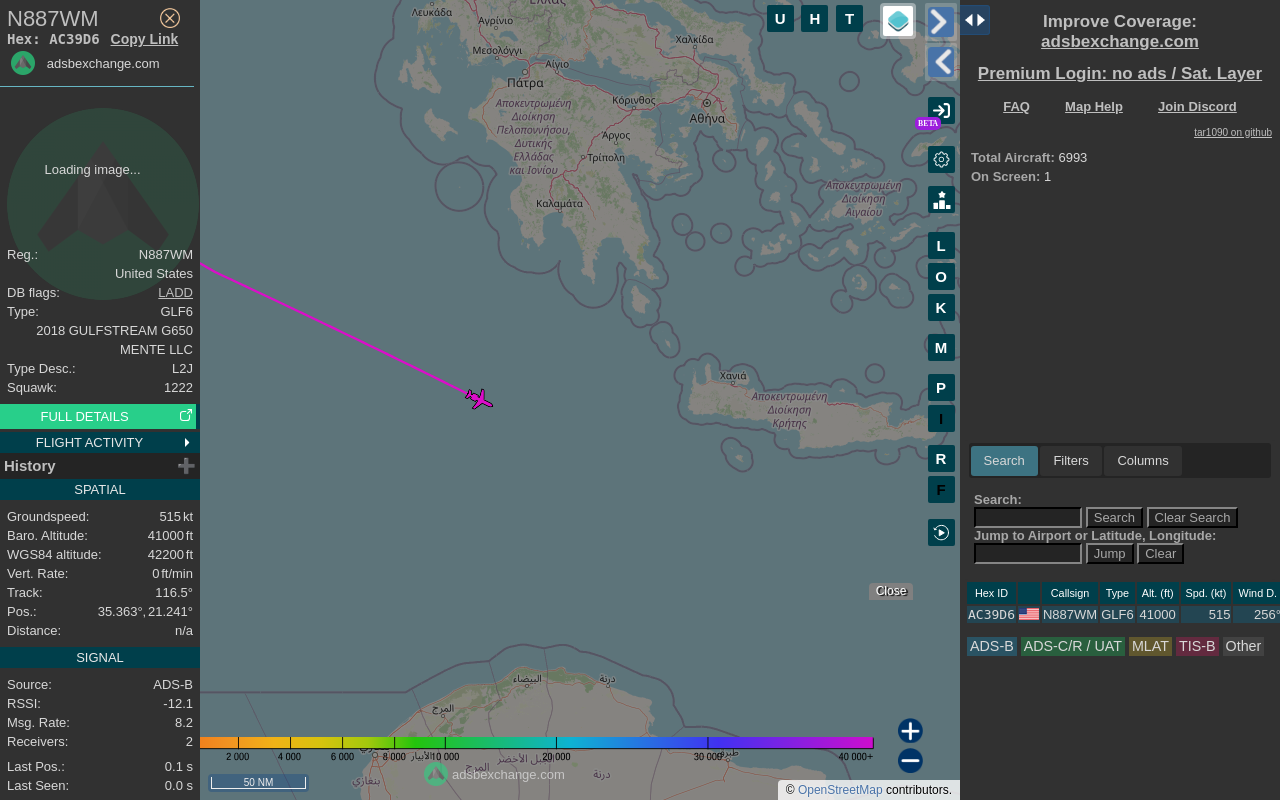 N887WM
Hex: AC39D6 Copy Link
adsbexchange.com
Loading image...
Reg.: N887WM
United States
DB flags: LADD
Type: GLF6
2018 GULFSTREAM G650
MENTE LLC
Type Desc.: L2J
Squawk: 1222
FULL DETAILS
FLIGHT ACTIVITY
History
SPATIAL
Groundspeed: 515 kt
Baro. Altitude: 41000 ft
WGS84 altitude: 42200 ft
Vert. Rate: 0 ft/min
Track: 116.5°
Pos.: 35.363°, 21.241°
Distance: n/a
SIGNAL
Source: ADS-B
RSSI: -12.1
Msg. Rate: 8.2
Receivers: 2
Last Pos.: 0.1 s
Last Seen: 0.0 s
Λευκάδα
Αγρίνιο
Ελλάς
Μεσολόγγι
Αίγιο
Χαλκίδα
Πάτρα
Κόρινθος
Αθήνα
Αποκεντρωμένη
Διοίκηση
Πελοποννήσου,
Δυτικής
Ελλάδας
και Ιονίου
Άργος
Τρίπολη
Καλαμάτα
Αποκεντρωμένη
Διοίκηση
Αιγαίου
Χανιά
Αποκεντρωμένη
Διοίκηση
Κρήτης
البيضاء
درنة
المرج
الأبيار
الجبل الأخضر
المرج
درنة
بنغازي
U H T
BETA
L
O
K
M
P
I
R
F
Close
2 000 4 000 6 000 8 000 10 000 20 000 30 000 40 000+
50 NM
adsbexchange.com
© OpenStreetMap contributors.
Improve Coverage:
adsbexchange.com
Premium Login: no ads / Sat. Layer
FAQ Map Help Join Discord
tar1090 on github
Total Aircraft: 6993
On Screen: 1
Search Filters Columns
Search:
Search Clear Search
Jump to Airport or Latitude, Longitude:
Jump Clear
Hex ID Callsign Type Alt. (ft) Spd. (kt) Wind D.
AC39D6 N887WM GLF6 41000 515 256°
ADS-B ADS-C/R / UAT MLAT TIS-B Other